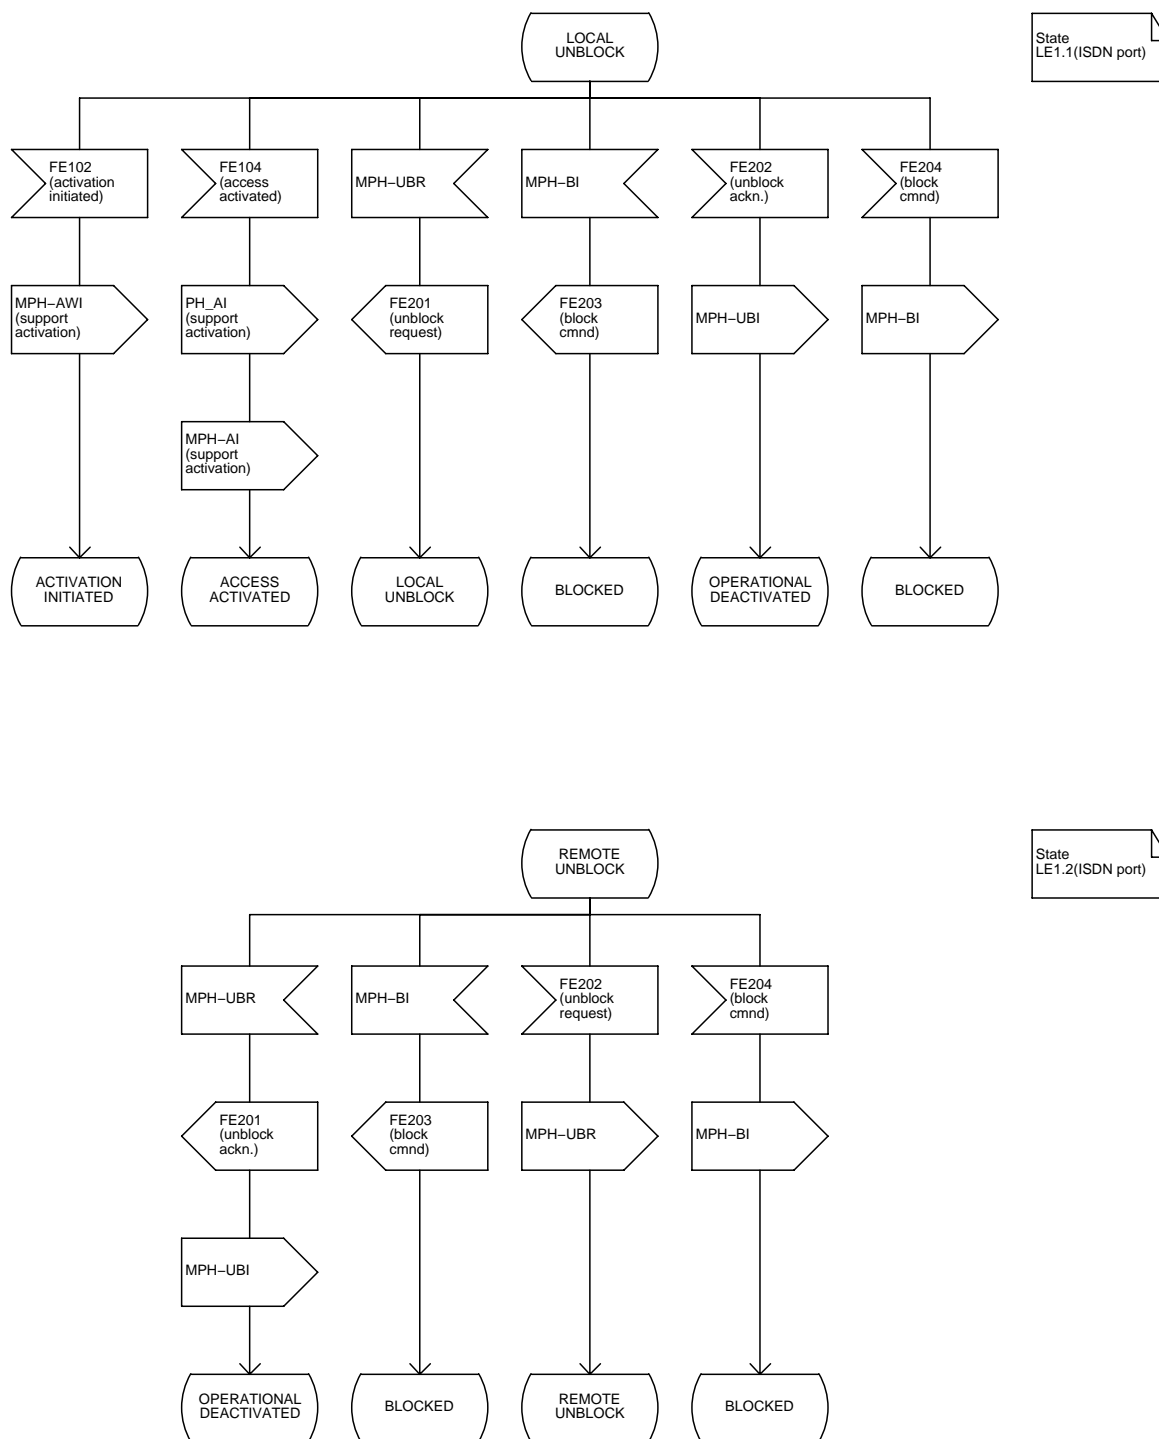 LOCAL
UNBLOCK
State
LE1.1(ISDN port)
FE102
(activation
initiated)
FE104
(access
activated)
MPH−UBR
MPH−BI
FE202
(unblock
ackn.)
FE204
(block
cmnd)
MPH−AWI
(support
activation)
PH_AI
(support
activation)
FE201
(unblock
request)
FE203
(block
cmnd)
MPH−UBI
MPH−BI
MPH−AI
(support
activation)
ACTIVATION
INITIATED
ACCESS
ACTIVATED
LOCAL
UNBLOCK
BLOCKED
OPERATIONAL
DEACTIVATED
BLOCKED
REMOTE
UNBLOCK
State
LE1.2(ISDN port)
MPH−UBR
MPH−BI
FE202
(unblock
request)
FE204
(block
cmnd)
FE201
(unblock
ackn.)
FE203
(block
cmnd)
MPH−UBR
MPH−BI
MPH−UBI
OPERATIONAL
DEACTIVATED
BLOCKED
REMOTE
UNBLOCK
BLOCKED